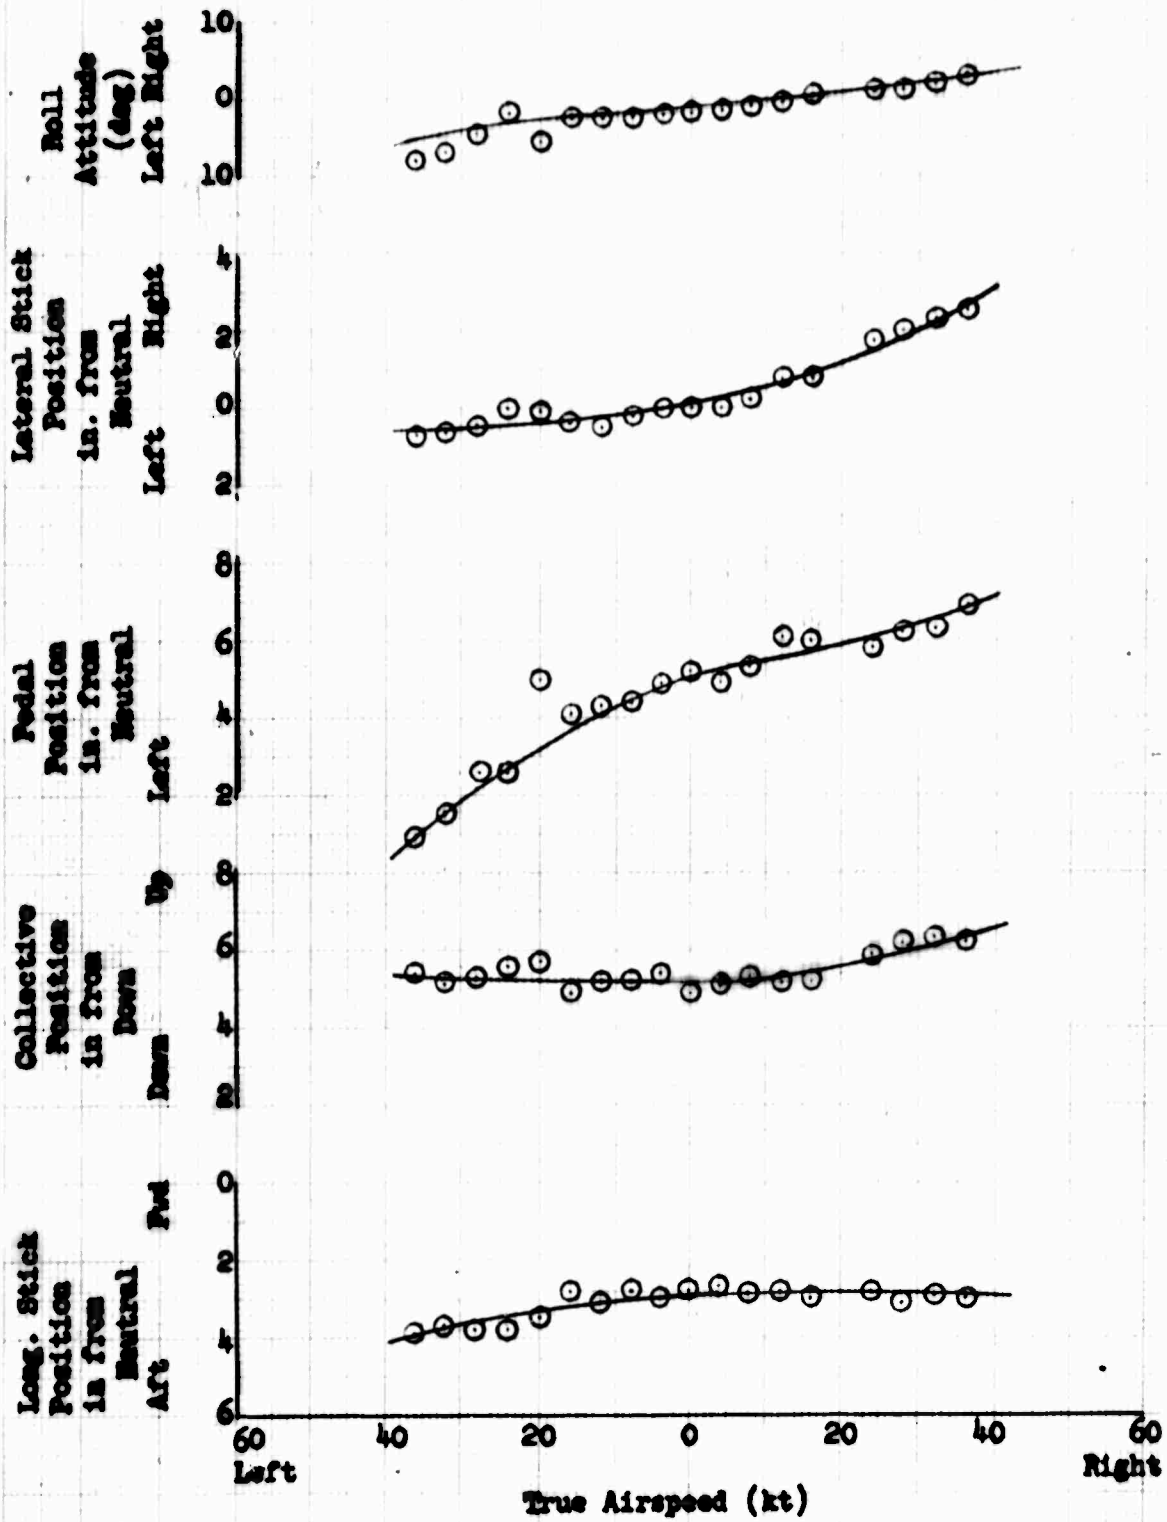 10
0
10
Roll
Attitude
(deg)
Left Right
4
2
0
2
Lateral Stick
Position
in. from
Neutral
Left Right
8
6
4
2
Pedal
Position
in. from
Neutral
Left
8
6
4
2
Collective
Position
in from
Down
Down Up
0
2
4
6
Long. Stick
Position
in from
Neutral
Aft Fwd
60 40 20 0 20 40 60
Left Right
True Airspeed (kt)